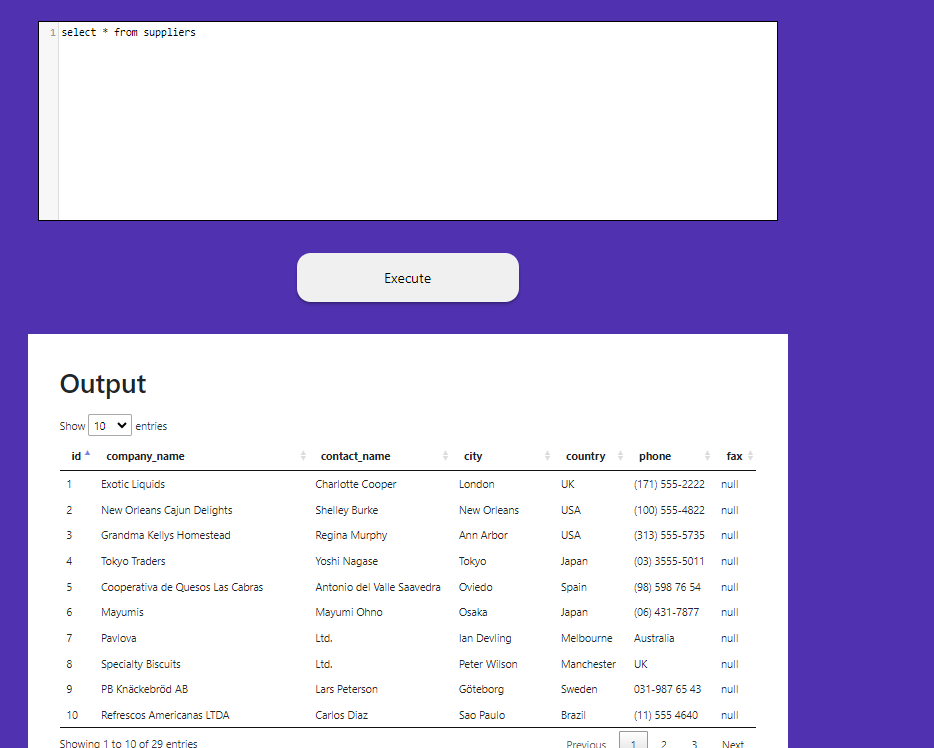 1 select * from suppliers
Execute
Output
Show 10 entries
id company_name contact_name city country phone fax
1 Exotic Liquids Charlotte Cooper London UK (171) 555-2222 null
2 New Orleans Cajun Delights Shelley Burke New Orleans USA (100) 555-4822 null
3 Grandma Kellys Homestead Regina Murphy Ann Arbor USA (313) 555-5735 null
4 Tokyo Traders Yoshi Nagase Tokyo Japan (03) 3555-5011 null
5 Cooperativa de Quesos Las Cabras Antonio del Valle Saavedra Oviedo Spain (98) 598 76 54 null
6 Mayumis Mayumi Ohno Osaka Japan (06) 431-7877 null
7 Pavlova Ltd. Ian Devling Melbourne Australia null
8 Specialty Biscuits Ltd. Peter Wilson Manchester UK null
9 PB Knäckebröd AB Lars Peterson Göteborg Sweden 031-987 65 43 null
10 Refrescos Americanas LTDA Carlos Diaz Sao Paulo Brazil (11) 555 4640 null
Showing 1 to 10 of 29 entries Previous 1 2 3 Next